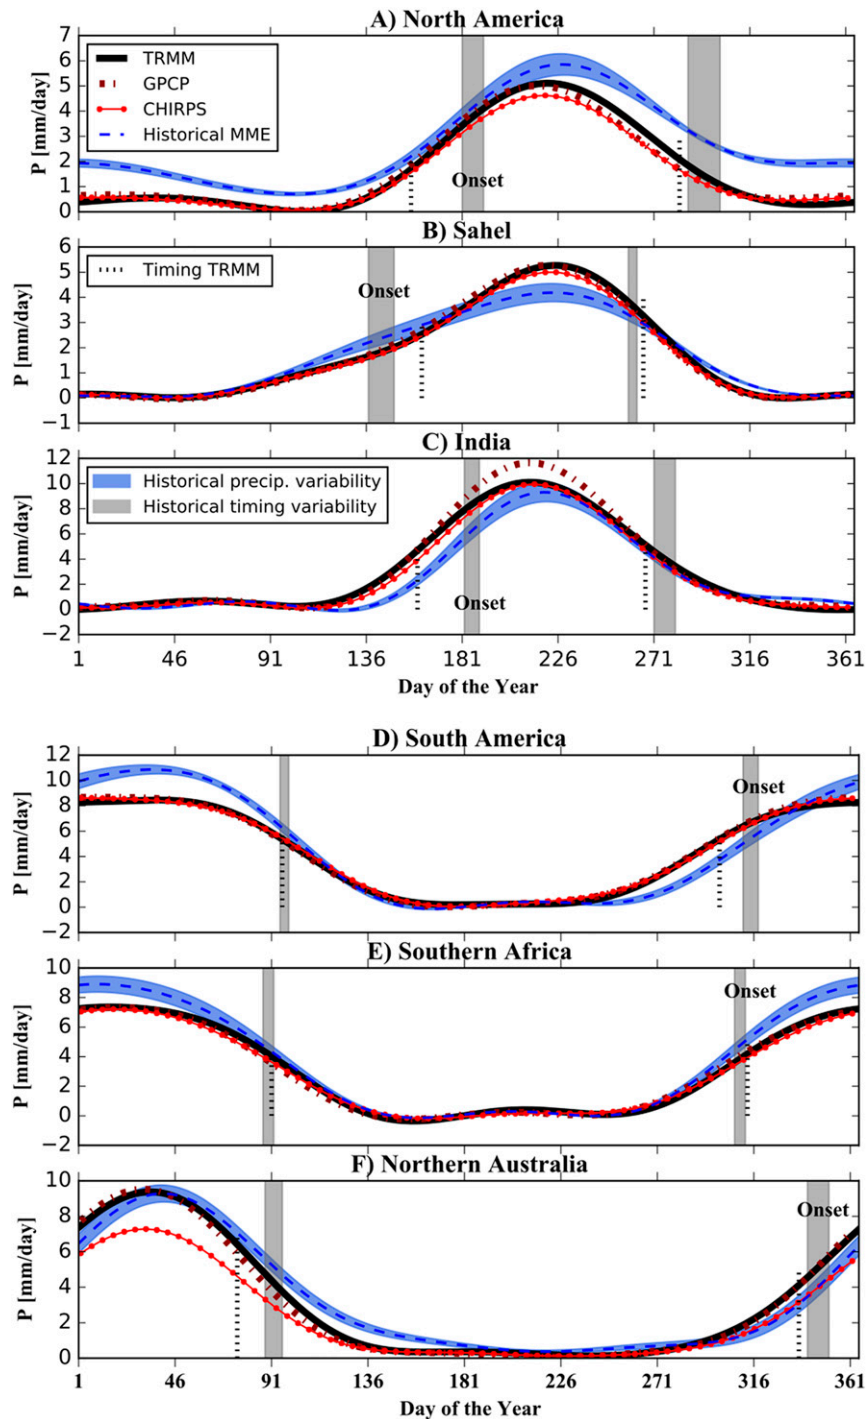 A) North America
7
6
5
4
3
2
1
0
P [mm/day]
TRMM
GPCP
CHIRPS
Historical MME
Onset
B) Sahel
6
5
4
3
2
1
0
−1
P [mm/day]
Timing TRMM
Onset
C) India
12
10
8
6
4
2
0
−2
P [mm/day]
Historical precip. variability
Historical timing variability
Onset
1 46 91 136 181 226 271 316 361
Day of the Year
D) South America
12
10
8
6
4
2
0
−2
P [mm/day]
Onset
E) Southern Africa
10
8
6
4
2
0
−2
P [mm/day]
Onset
F) Northern Australia
10
8
6
4
2
0
P [mm/day]
Onset
1 46 91 136 181 226 271 316 361
Day of the Year